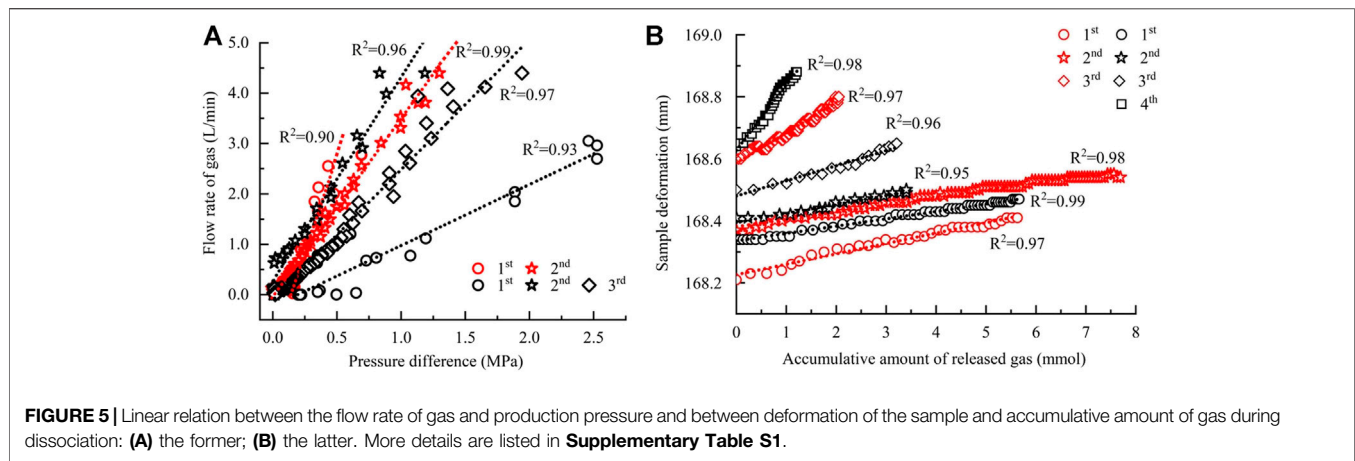 A
5.0
4.0
3.0
2.0
1.0
0.0
Flow rate of gas (L/min)
R²=0.96
R²=0.99
R²=0.97
R²=0.90
R²=0.93
1st 2nd
1st 2nd 3rd
0.0 0.5 1.0 1.5 2.0 2.5
Pressure difference (MPa)
B
169.0
168.8
168.6
168.4
168.2
Sample deformation (mm)
R²=0.98
R²=0.97
R²=0.96
R²=0.95
R²=0.98
R²=0.99
R²=0.97
1st 1st
2nd 2nd
3rd 3rd
4th
0 1 2 3 4 5 6 7 8
Accumulative amount of released gas (mmol)
FIGURE 5 | Linear relation between the flow rate of gas and production pressure and between deformation of the sample and accumulative amount of gas during
dissociation: (A) the former; (B) the latter. More details are listed in Supplementary Table S1.